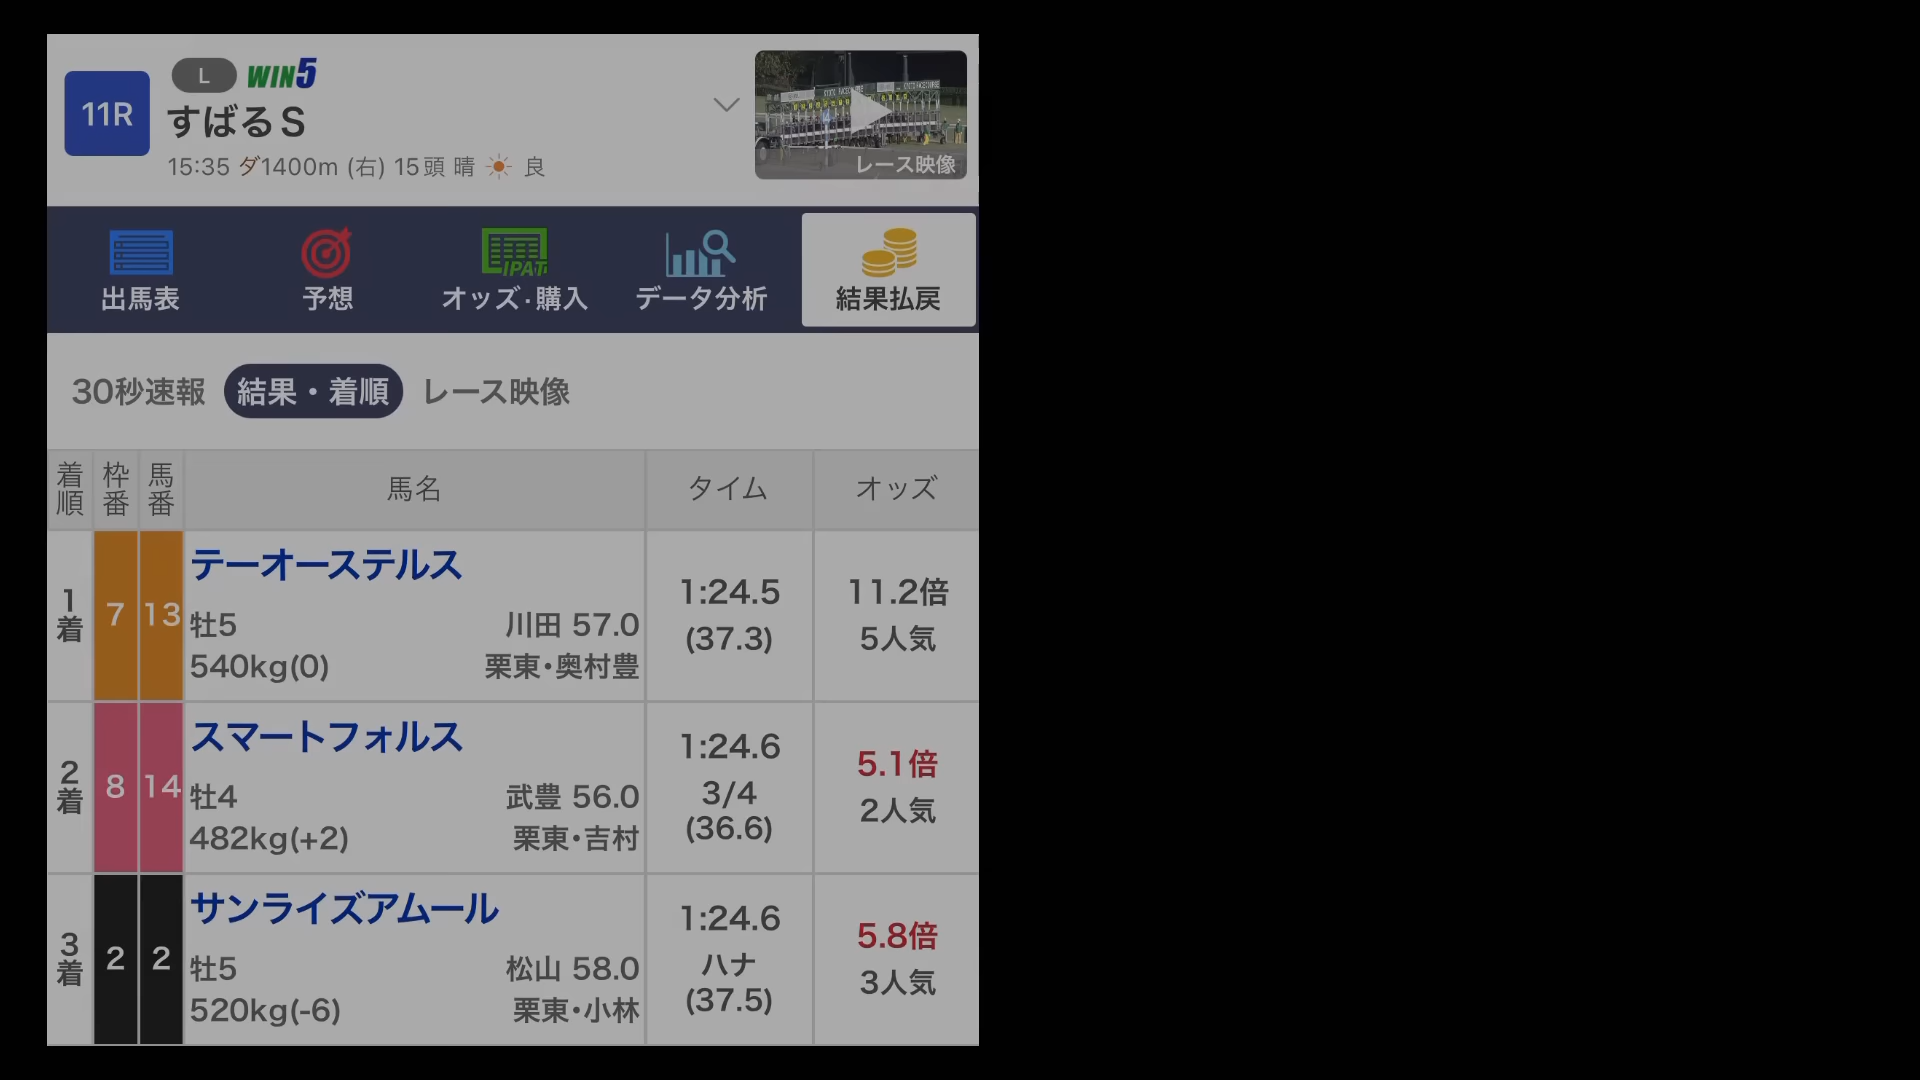 11R
L WIN5
すばるS
15:35 ダ1400m (右) 15頭 晴 良
レース映像
出馬表
予想
IPAT
オッズ・購入
データ分析
結果払戻
30秒速報 結果・着順 レース映像
着順 枠番 馬番 馬名 タイム オッズ
1着 7 13
テーオーステルス
牡5 川田 57.0
540kg(0) 栗東・奥村豊
1:24.5
(37.3)
11.2倍
5人気
2着 8 14
スマートフォルス
牡4 武豊 56.0
482kg(+2) 栗東・吉村
1:24.6
3/4
(36.6)
5.1倍
2人気
3着 2 2
サンライズアムール
牡5 松山 58.0
520kg(-6) 栗東・小林
1:24.6
ハナ
(37.5)
5.8倍
3人気